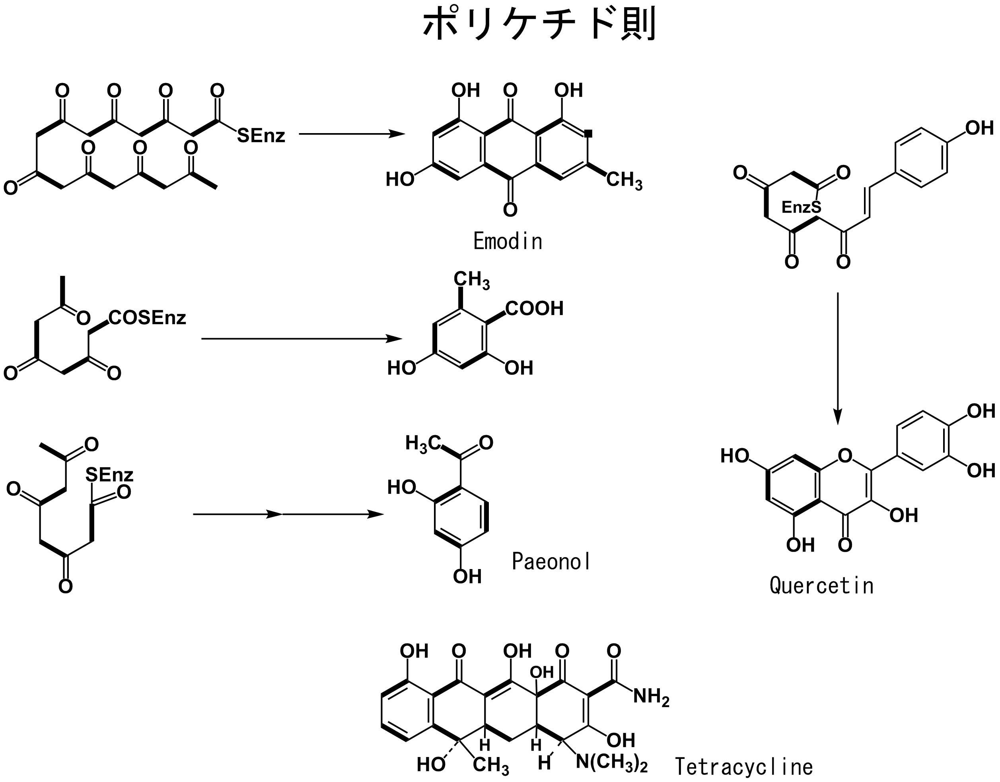 ポリケチド則
O O O O
SEnz
O O O
O
OH O OH
HO
CH3
O
Emodin
OH
O O
EnzS
O O
O
COSEnz
O O
CH3
COOH
HO OH
O
SEnz
O
O
O
H3C O
HO
OH
Paeonol
OH
HO O
OH
OH
OH O
Quercetin
OH O OH O O
OH
NH2
H H OH
HO CH3 H N(CH3)2
Tetracycline